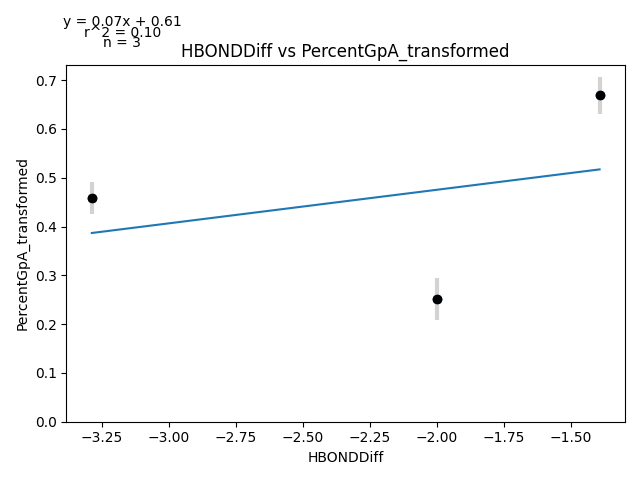 y = 0.07x + 0.61
r^2 = 0.10
n = 3
HBONDDiff vs PercentGpA_transformed
0.7
0.6
0.5
0.4
0.3
0.2
0.1
0.0
PercentGpA_transformed
−3.25 −3.00 −2.75 −2.50 −2.25 −2.00 −1.75 −1.50
HBONDDiff